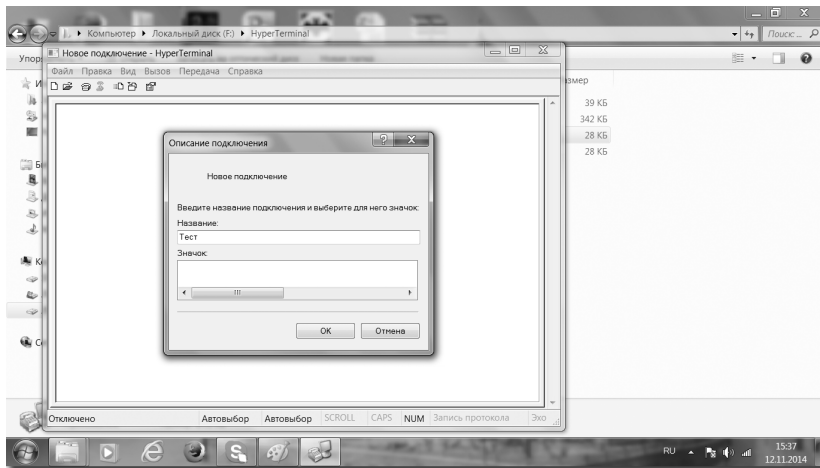 Компьютер ▸ Локальный диск (F:) ▸ HyperTerminal
Поиск ...
Новое подключение - HyperTerminal
Файл Правка Вид Вызов Передача Справка
39 КБ
342 КБ
28 КБ
28 КБ
Описание подключения
Новое подключение
Введите название подключения и выберите для него значок:
Название:
Тест
Значок:
OK Отмена
Отключено Автовыбор Автовыбор SCROLL CAPS NUM Запись протокола Эхо
RU 15:37
12.11.2014